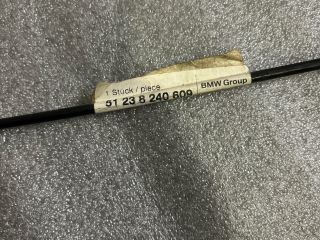 1 Stück / piece
51 23 8 240 609
BMW Group